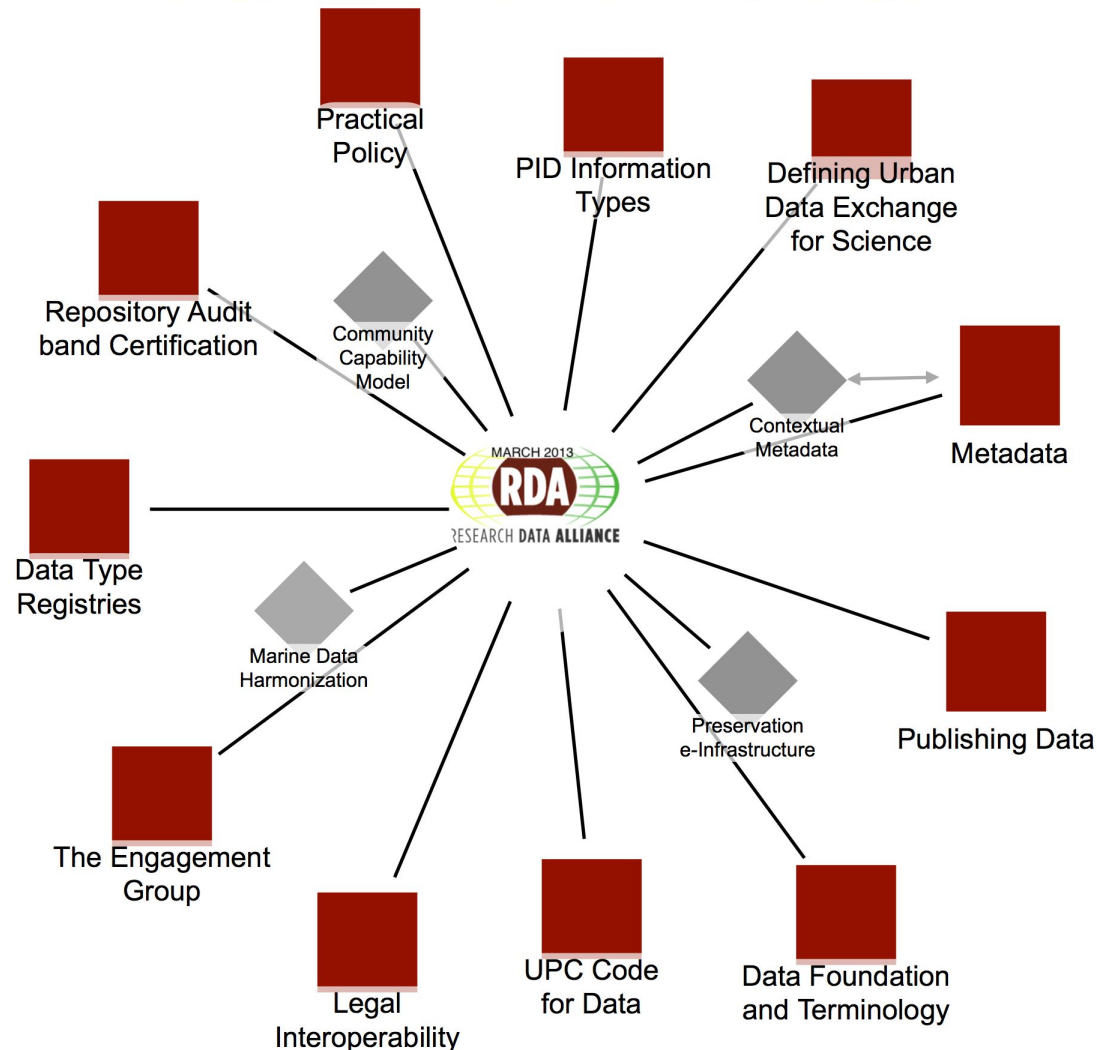 Practical
Policy
PID Information
Types
Defining Urban
Data Exchange
for Science
Repository Audit
band Certification
Community
Capability
Model
Contextual
Metadata
Metadata
MARCH 2013
RDA
RESEARCH DATA ALLIANCE
Data Type
Registries
Marine Data
Harmonization
Preservation
e-Infrastructure
Publishing Data
The Engagement
Group
Legal
Interoperability
UPC Code
for Data
Data Foundation
and Terminology